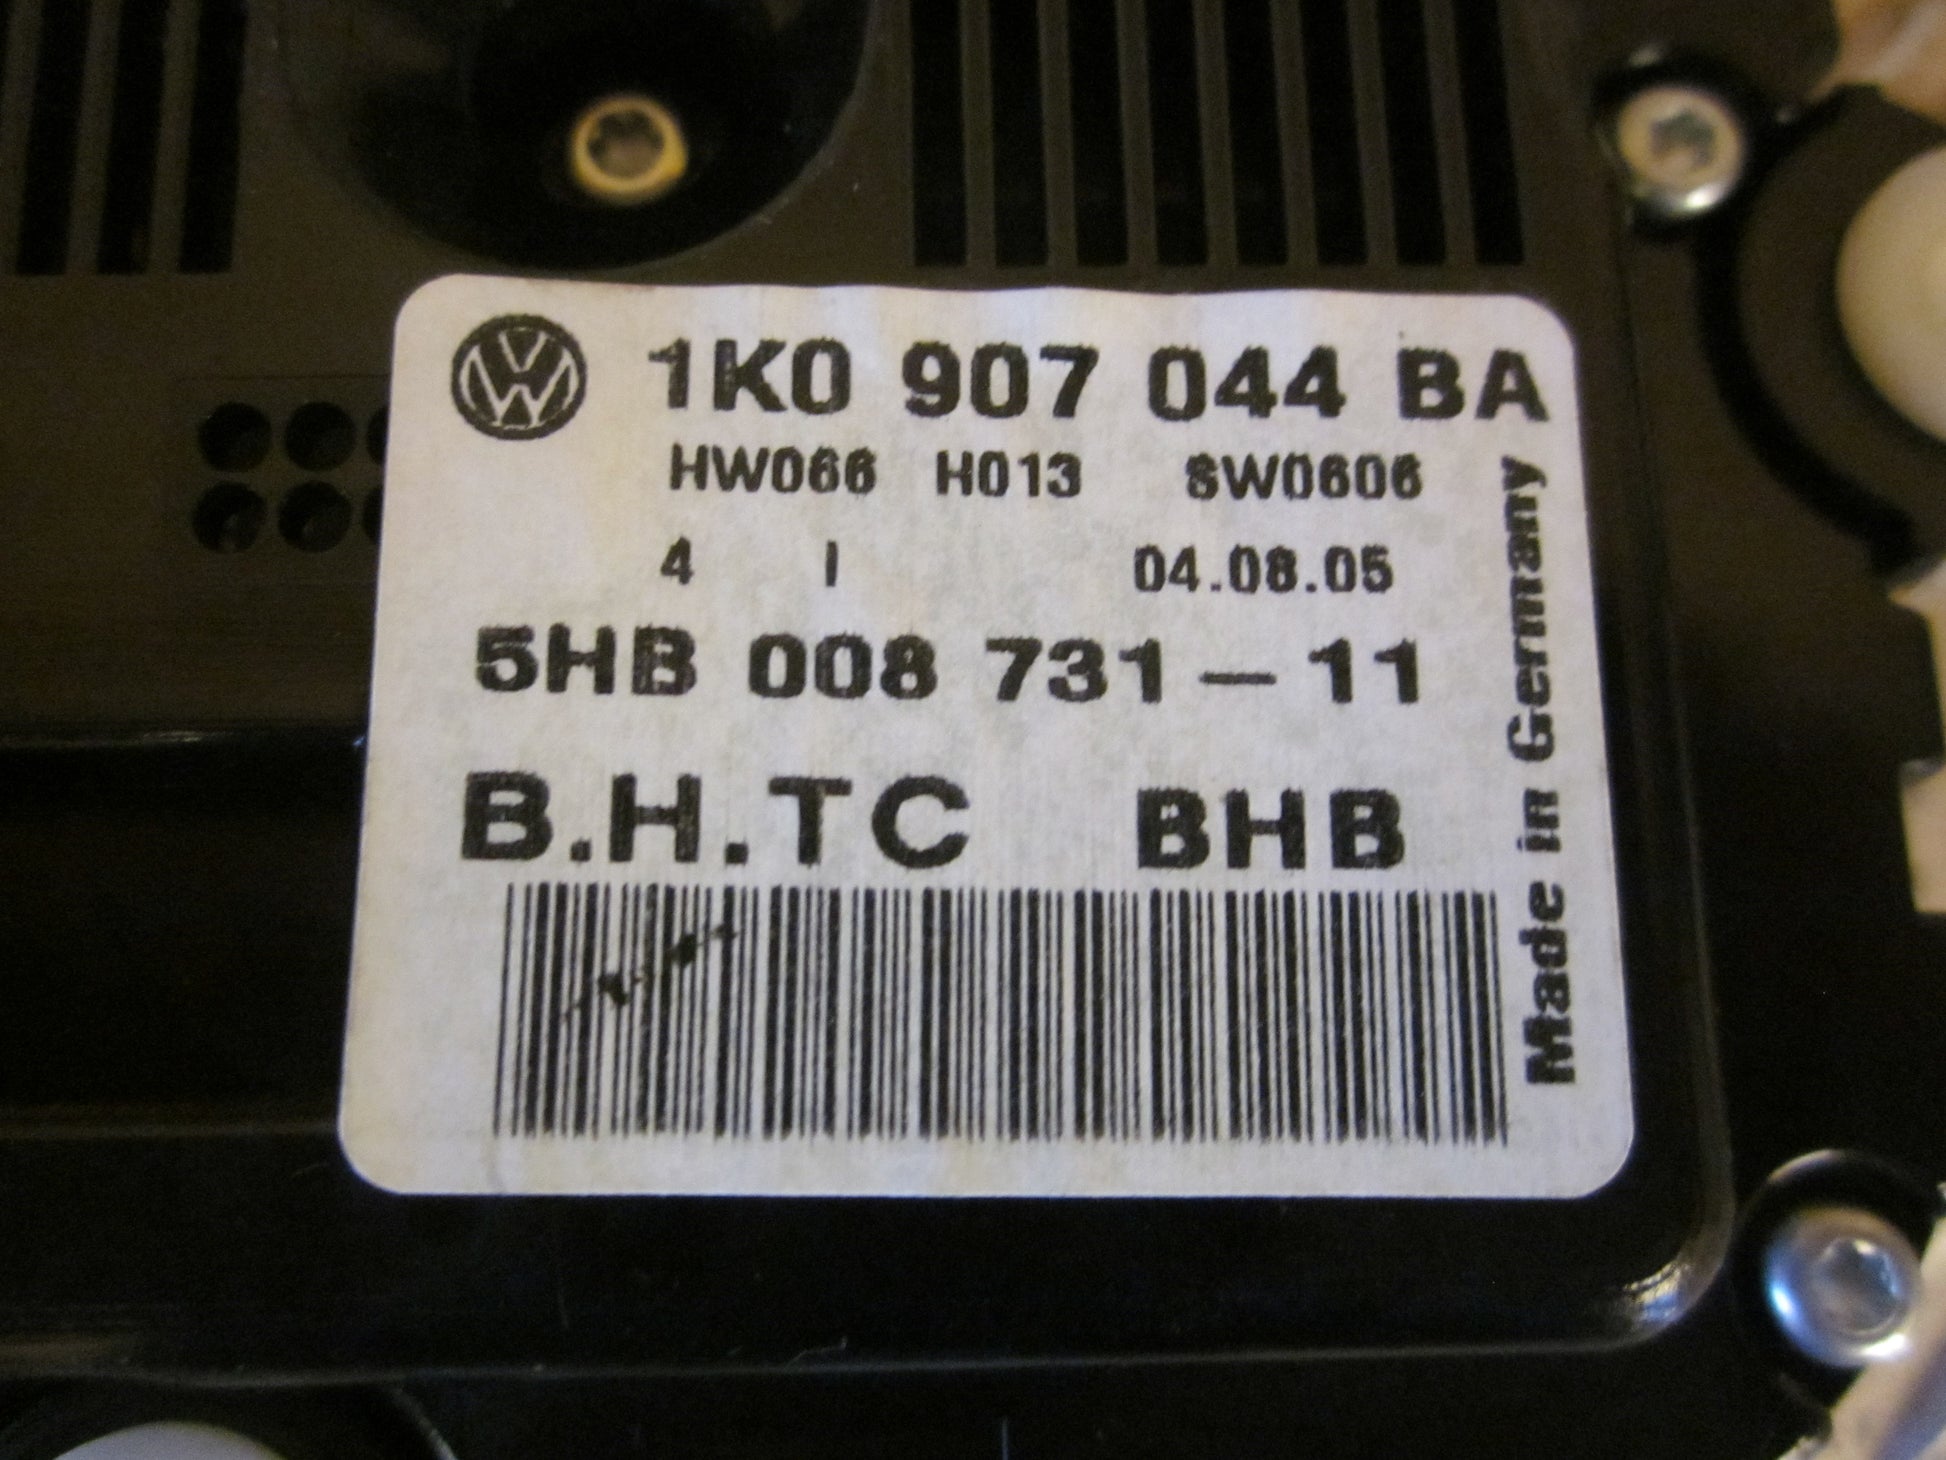 1K0 907 044 BA
HW066 H013 SW0606
4 I 04.08.05
5HB 008 731-11
B.H.TC BHB
Made in Germany